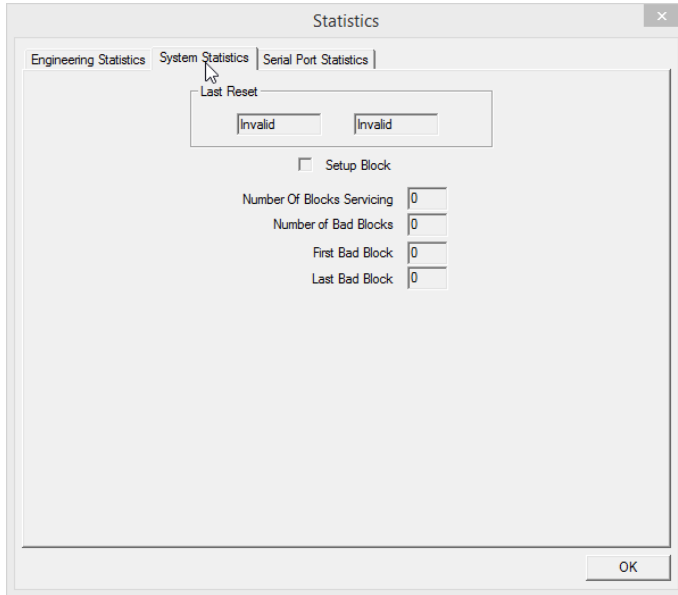 Statistics
Engineering Statistics System Statistics Serial Port Statistics
Last Reset
Invalid Invalid
Setup Block
Number Of Blocks Servicing 0
Number of Bad Blocks 0
First Bad Block 0
Last Bad Block 0
OK